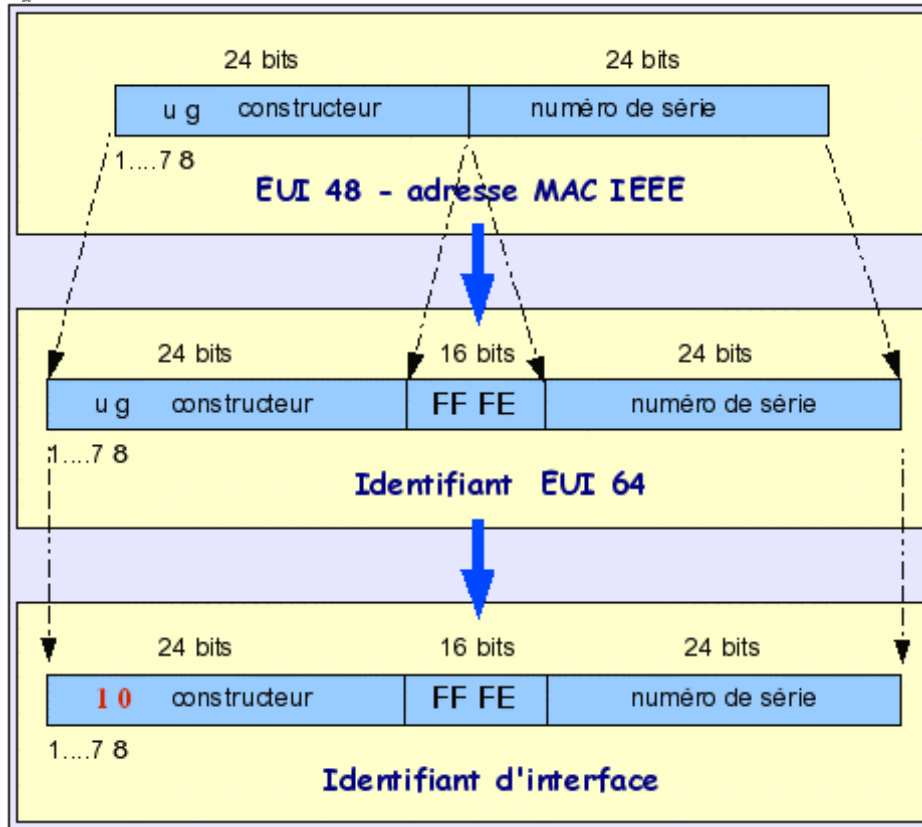 24 bits 24 bits
u g constructeur numéro de série
1....7 8
EUI 48 - adresse MAC IEEE
24 bits 16 bits 24 bits
u g constructeur FF FE numéro de série
1....7 8
Identifiant EUI 64
24 bits 16 bits 24 bits
1 0 constructeur FF FE numéro de série
1....7 8
Identifiant d'interface